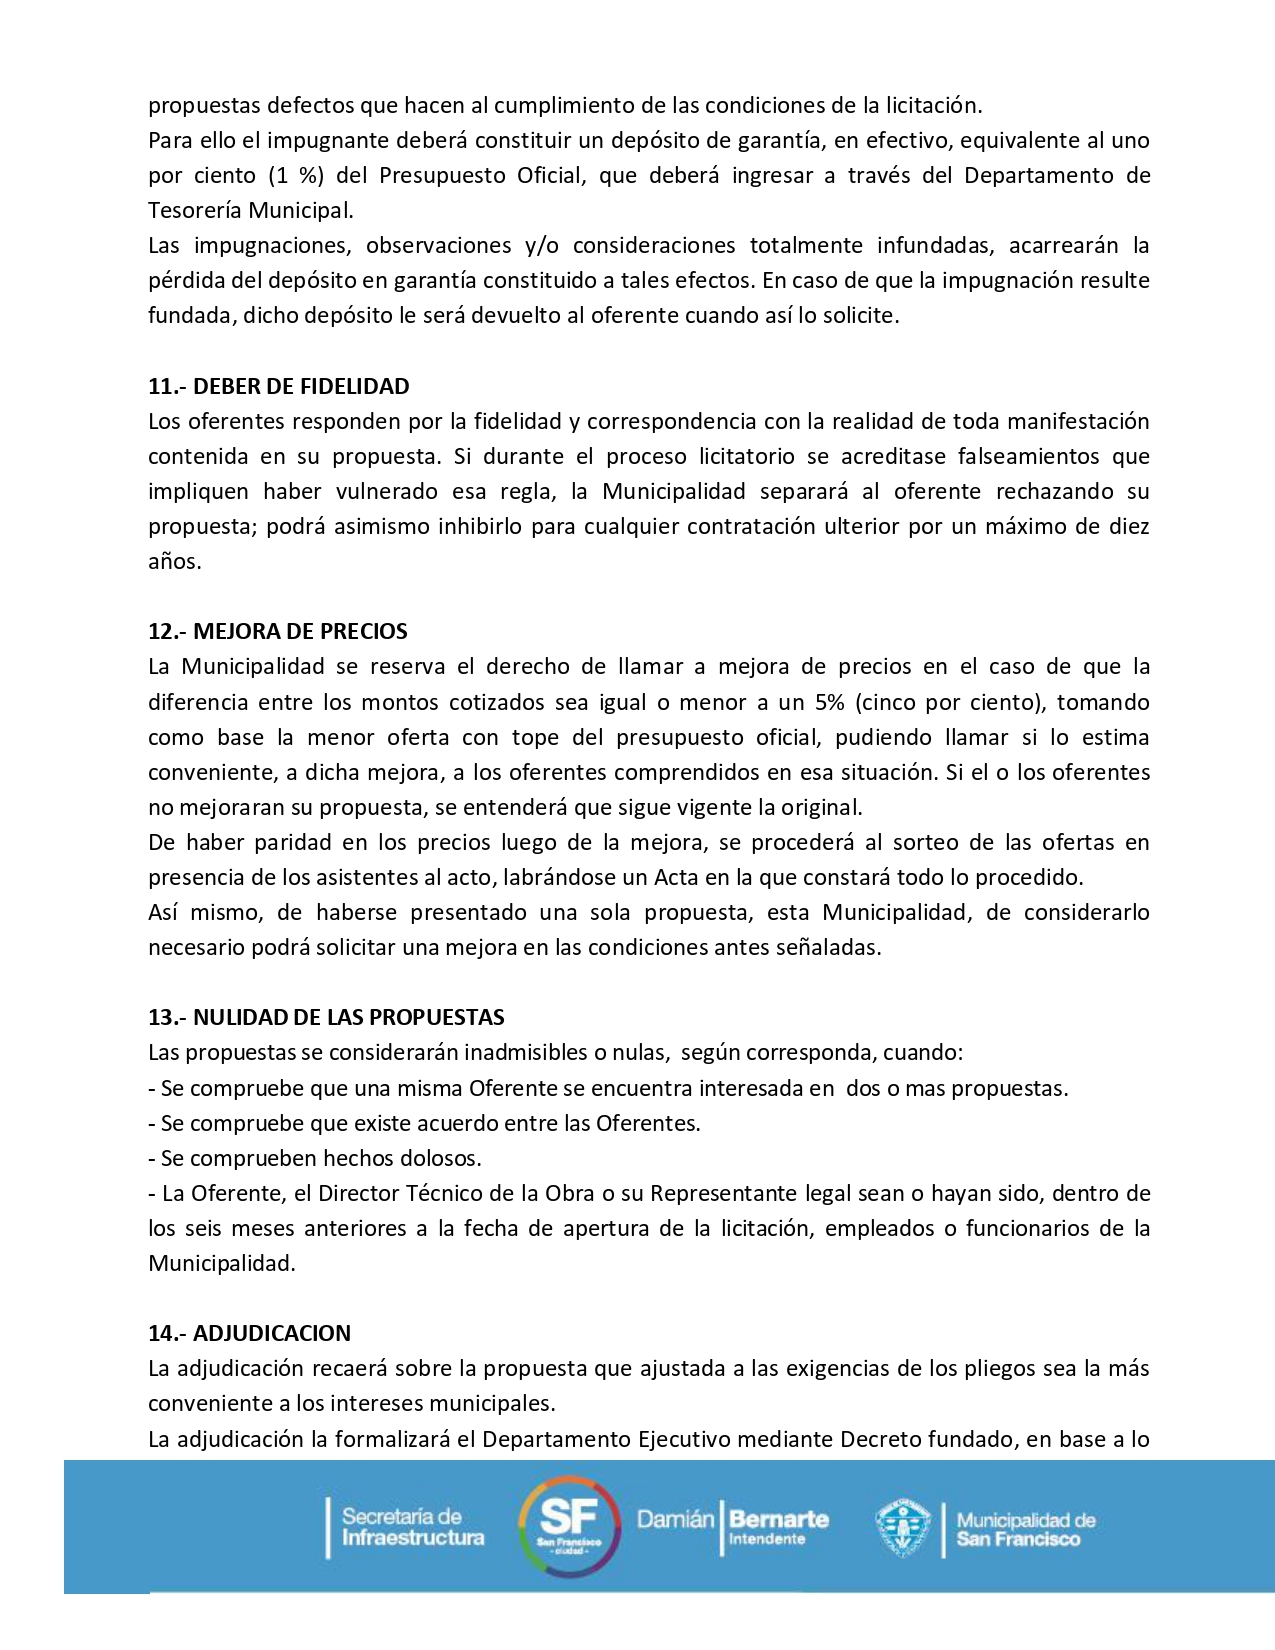 propuestas defectos que hacen al cumplimiento de las condiciones de la licitación.
Para ello el impugnante deberá constituir un depósito de garantía, en efectivo, equivalente al uno
por ciento (1 %) del Presupuesto Oficial, que deberá ingresar a través del Departamento de
Tesorería Municipal.
Las impugnaciones, observaciones y/o consideraciones totalmente infundadas, acarrearán la
pérdida del depósito en garantía constituido a tales efectos. En caso de que la impugnación resulte
fundada, dicho depósito le será devuelto al oferente cuando así lo solicite.
11.- DEBER DE FIDELIDAD
Los oferentes responden por la fidelidad y correspondencia con la realidad de toda manifestación
contenida en su propuesta. Si durante el proceso licitatorio se acreditase falseamientos que
impliquen haber vulnerado esa regla, la Municipalidad separará al oferente rechazando su
propuesta; podrá asimismo inhibirlo para cualquier contratación ulterior por un máximo de diez
años.
12.- MEJORA DE PRECIOS
La Municipalidad se reserva el derecho de llamar a mejora de precios en el caso de que la
diferencia entre los montos cotizados sea igual o menor a un 5% (cinco por ciento), tomando
como base la menor oferta con tope del presupuesto oficial, pudiendo llamar si lo estima
conveniente, a dicha mejora, a los oferentes comprendidos en esa situación. Si el o los oferentes
no mejoraran su propuesta, se entenderá que sigue vigente la original.
De haber paridad en los precios luego de la mejora, se procederá al sorteo de las ofertas en
presencia de los asistentes al acto, labrándose un Acta en la que constará todo lo procedido.
Así mismo, de haberse presentado una sola propuesta, esta Municipalidad, de considerarlo
necesario podrá solicitar una mejora en las condiciones antes señaladas.
13.- NULIDAD DE LAS PROPUESTAS
Las propuestas se considerarán inadmisibles o nulas, según corresponda, cuando:
- Se compruebe que una misma Oferente se encuentra interesada en dos o mas propuestas.
- Se compruebe que existe acuerdo entre las Oferentes.
- Se comprueben hechos dolosos.
- La Oferente, el Director Técnico de la Obra o su Representante legal sean o hayan sido, dentro de
los seis meses anteriores a la fecha de apertura de la licitación, empleados o funcionarios de la
Municipalidad.
14.- ADJUDICACION
La adjudicación recaerá sobre la propuesta que ajustada a las exigencias de los pliegos sea la más
conveniente a los intereses municipales.
La adjudicación la formalizará el Departamento Ejecutivo mediante Decreto fundado, en base a lo
Secretaría de
Infraestructura
SF
San Francisco
- ciudad -
Damián Bernarte
Intendente
Municipalidad de
San Francisco